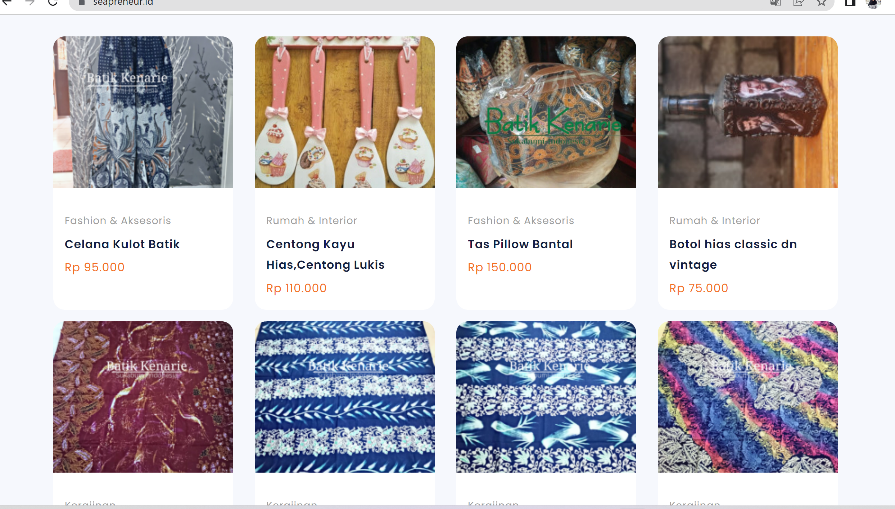 seapreneur.id
Batik Kenarie
Batik Kenarie
Fashion & Aksesoris
Rumah & Interior
Fashion & Aksesoris
Rumah & Interior
Celana Kulot Batik
Centong Kayu
Hias,Centong Lukis
Tas Pillow Bantal
Botol hias classic dn
vintage
Rp 95.000
Rp 110.000
Rp 150.000
Rp 75.000
Batik Kenarie
Batik Kenarie
Batik Kenarie
Batik Kenarie
Kerajinan
Kerajinan
Kerajinan